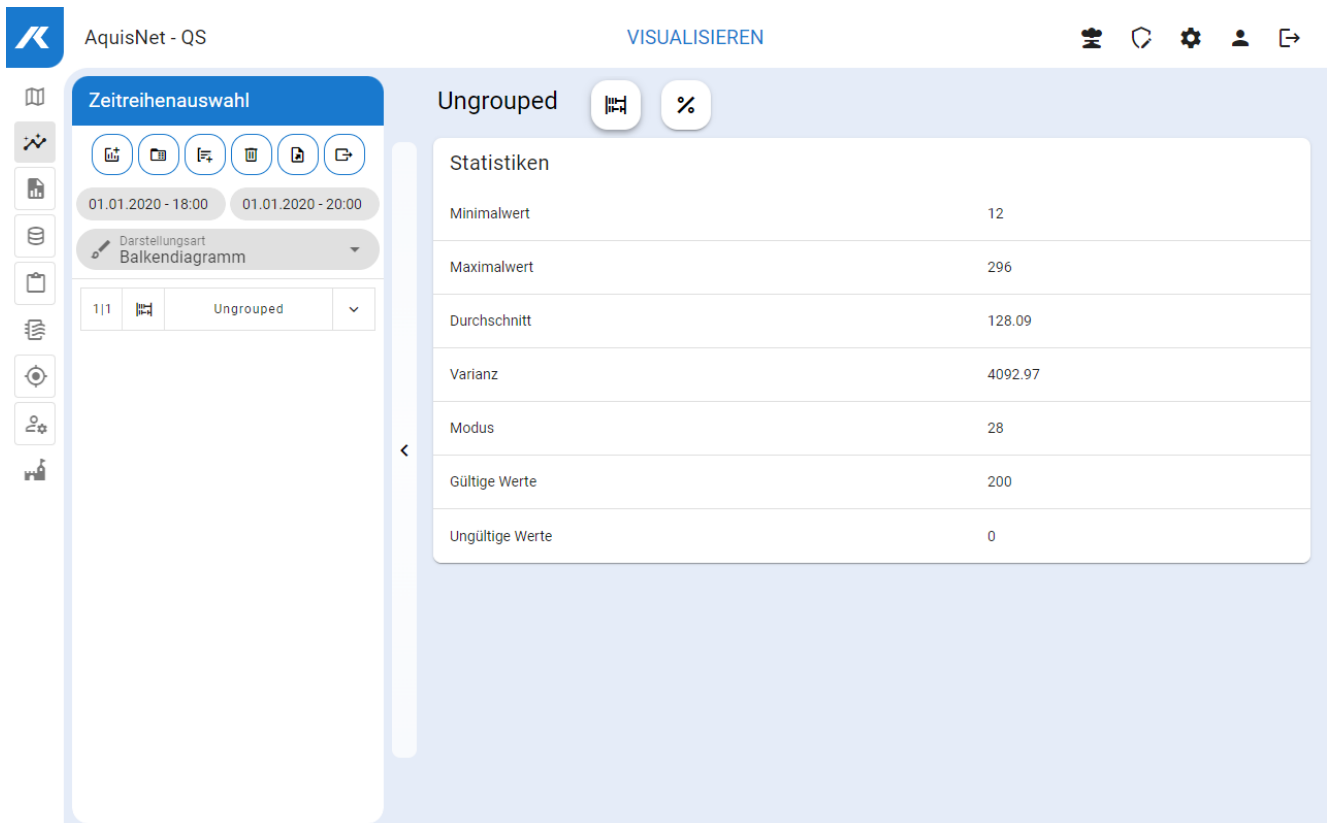 AquisNet - QS
VISUALISIEREN
Zeitreihenauswahl
01.01.2020 - 18:00 01.01.2020 - 20:00
Darstellungsart
Balkendiagramm
1|1 Ungrouped
Ungrouped
Statistiken
Minimalwert 12
Maximalwert 296
Durchschnitt 128.09
Varianz 4092.97
Modus 28
Gültige Werte 200
Ungültige Werte 0